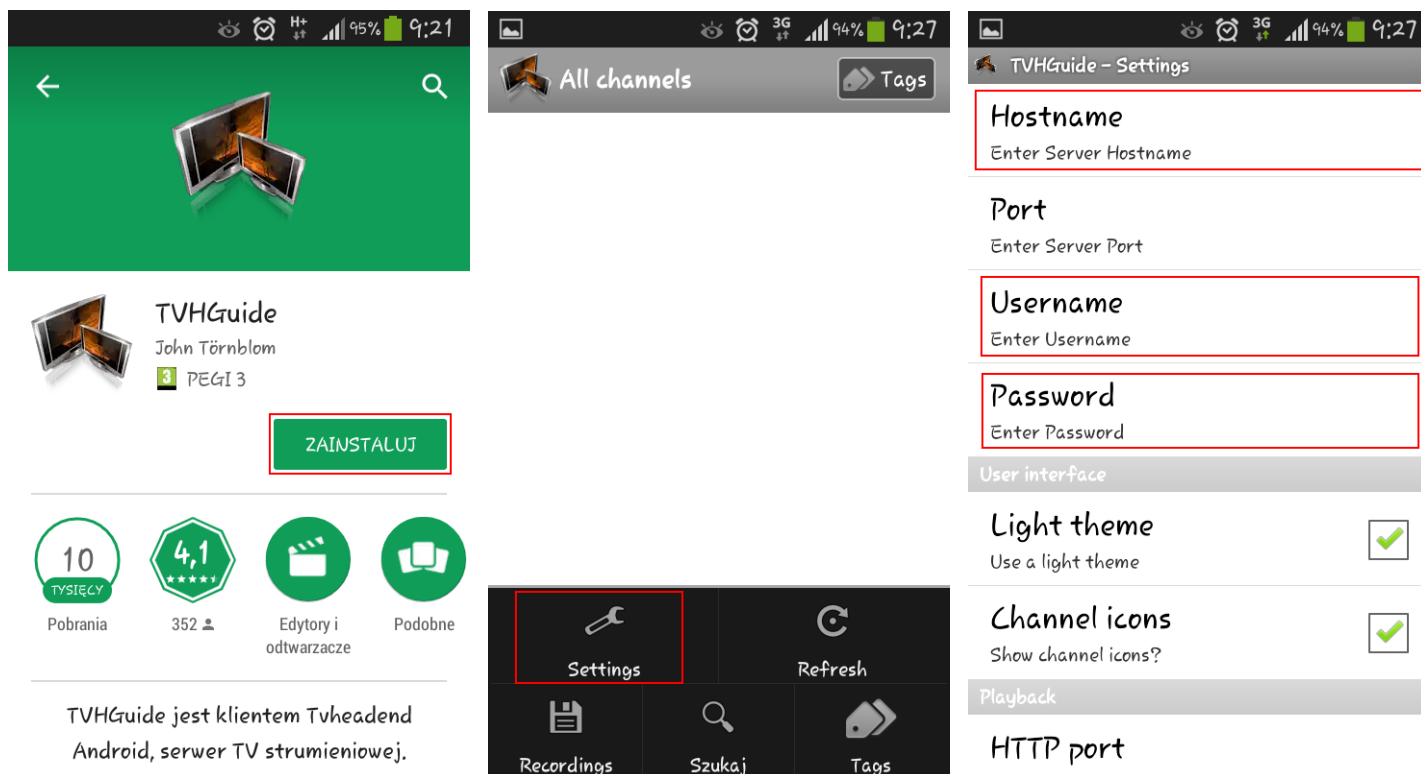 H+ 95% 9:21
TVHGuide
John Törnblom
3 PEGI 3
ZAINSTALUJ
10
TYSIĘCY
Pobrania
4,1
352
Edytory i
odtwarzacze
Podobne
TVHGuide jest klientem Tvheadend
Android, serwer TV strumieniowej.
3G 94% 9:27
All channels
Tags
Settings
Refresh
Recordings
Szukaj
Tags
3G 94% 9:27
TVHGuide - Settings
Hostname
Enter Server Hostname
Port
Enter Server Port
Username
Enter Username
Password
Enter Password
User interface
Light theme
Use a light theme
Channel icons
Show channel icons?
Playback
HTTP port